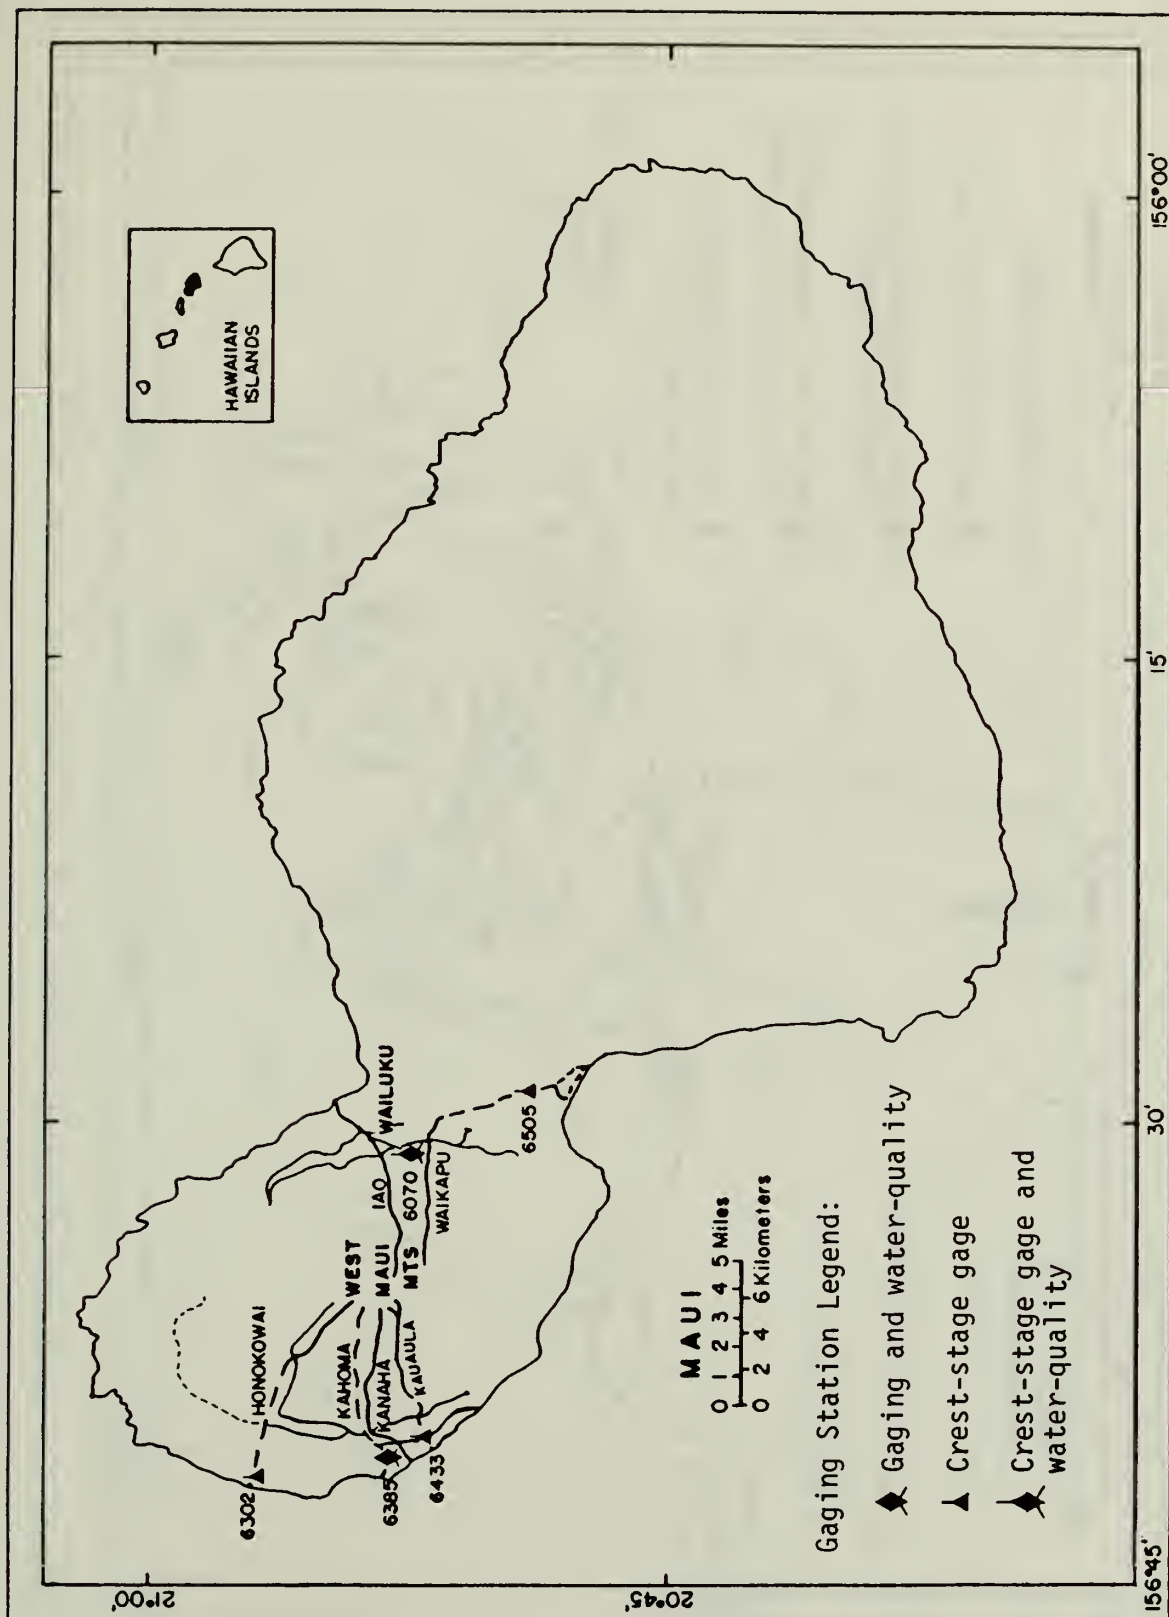 21°00'
20°45'
156°45'
30'
15'
156°00'
HAWAIIAN
ISLANDS
6302
HONOKOWAI
KAHOMA
KANAHA
6385
6433
KAUAULA
WEST
MAUI
MTS
IAO
6070
WAIKAPU
WAILUKU
6505
MAUI
0 1 2 3 4 5 Miles
0 2 4 6 Kilometers
Gaging Station Legend:
Gaging and water-quality
Crest-stage gage
Crest-stage gage and
water-quality